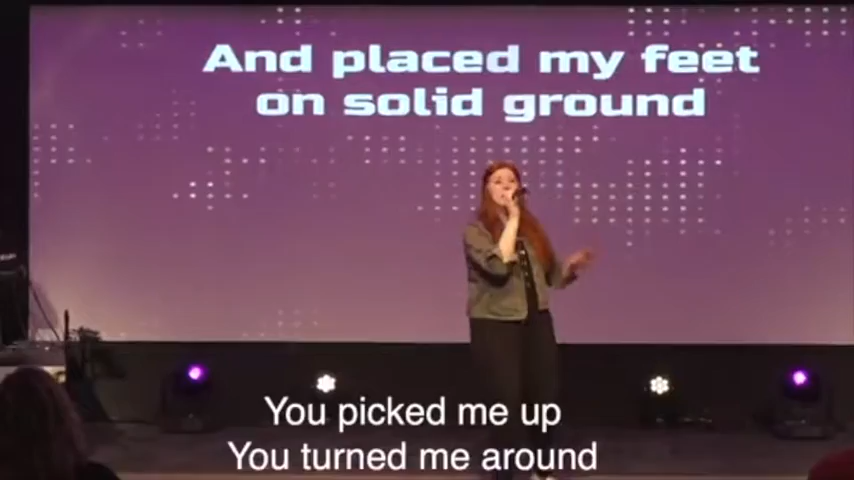 And placed my feet
on solid ground
You picked me up
You turned me around